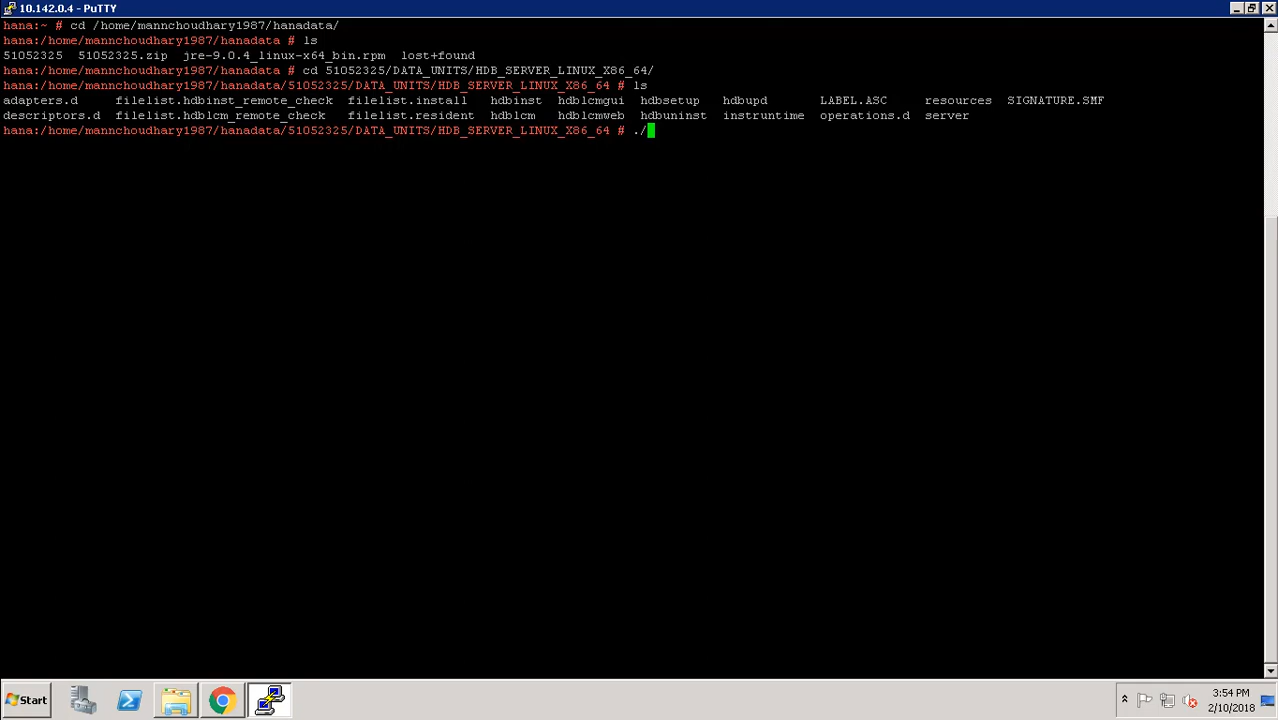 10.142.0.4 - PuTTY
hana:~ # cd /home/mannchoudhary1987/hanadata/
hana:/home/mannchoudhary1987/hanadata # ls
51052325  51052325.zip  jre-9.0.4_linux-x64_bin.rpm  lost+found
hana:/home/mannchoudhary1987/hanadata # cd 51052325/DATA_UNITS/HDB_SERVER_LINUX_X86_64/
hana:/home/mannchoudhary1987/hanadata/51052325/DATA_UNITS/HDB_SERVER_LINUX_X86_64 # ls
adapters.d     filelist.hdbinst_remote_check  filelist.install   hdbinst  hdblcmgui  hdbsetup   hdbupd      LABEL.ASC     resources  SIGNATURE.SMF
descriptors.d  filelist.hdblcm_remote_check   filelist.resident  hdblcm   hdblcmweb  hdbuninst  instruntime  operations.d  server
hana:/home/mannchoudhary1987/hanadata/51052325/DATA_UNITS/HDB_SERVER_LINUX_X86_64 # ./
Start
3:54 PM
2/10/2018